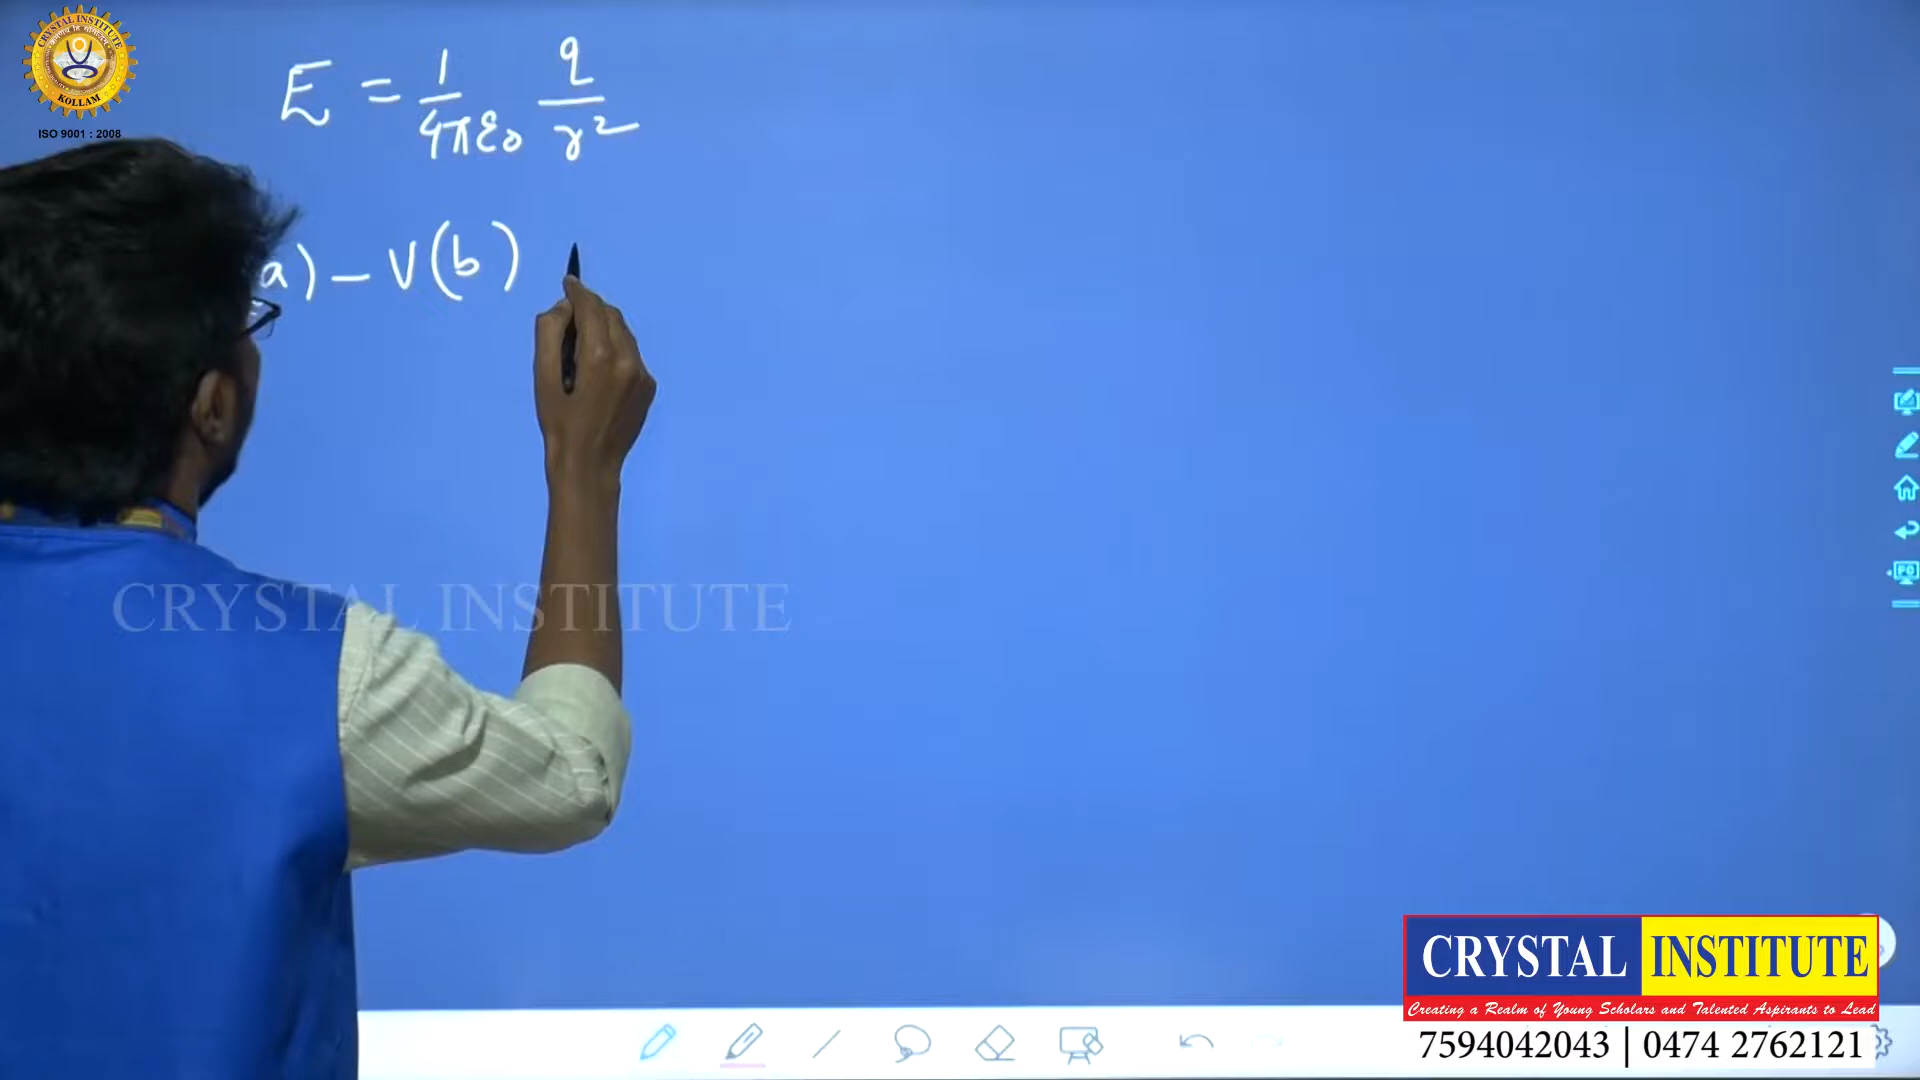 CRYSTAL INSTITUTE
KOLLAM
ISO 9001 : 2008
E = 1/4πε₀ q/r²
a) – V(b)
CRYSTAL INSTITUTE
CRYSTAL INSTITUTE
Creating a Realm of Young Scholars and Talented Aspirants to Lead
7594042043 | 0474 2762121